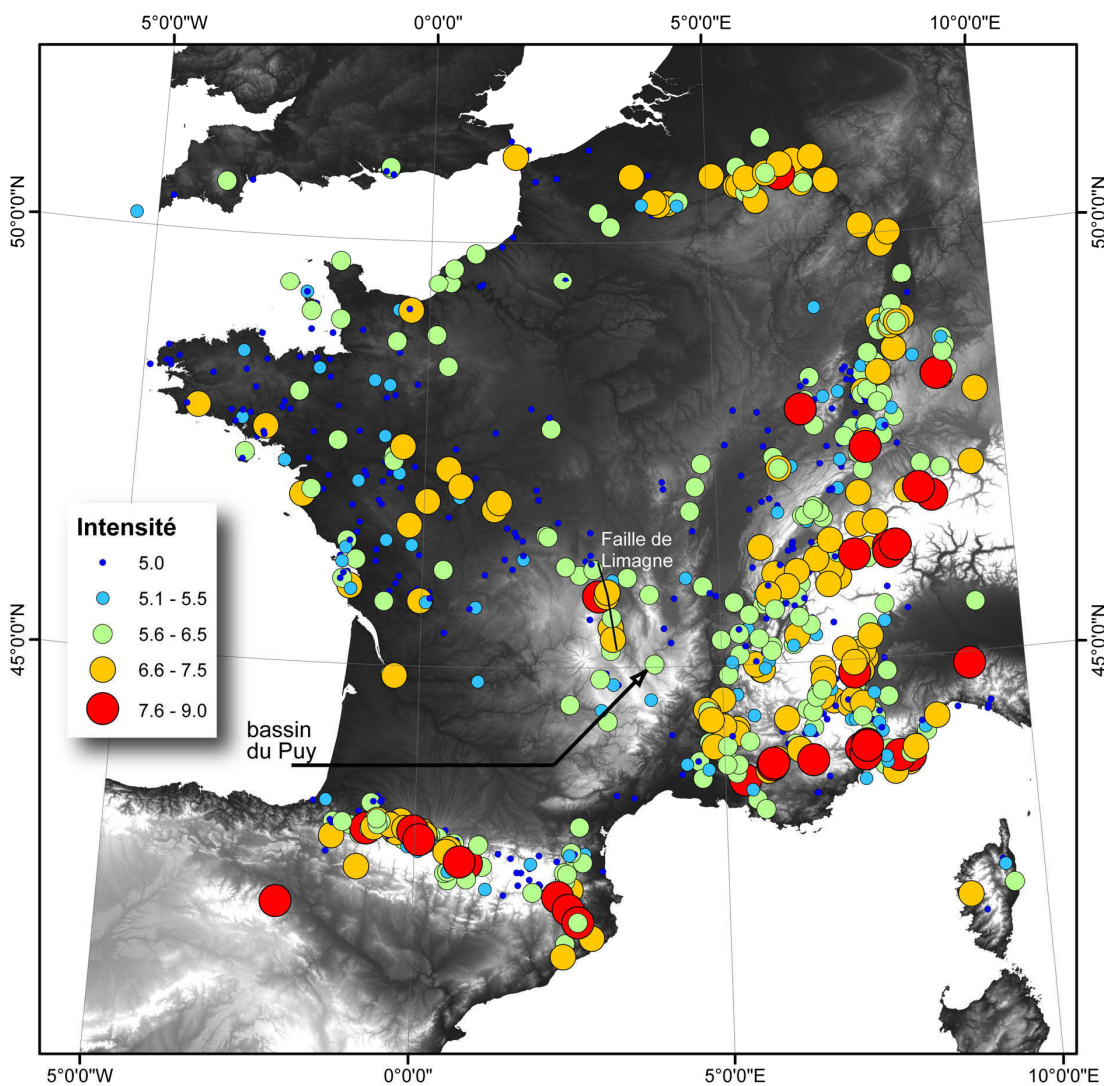 5°0'0"W
0°0'0"
5°0'0"E
10°0'0"E
50°0'0"N
50°0'0"N
Faille de
Limagne
Intensité
5.0
5.1 - 5.5
5.6 - 6.5
6.6 - 7.5
7.6 - 9.0
45°0'0"N
45°0'0"N
bassin
du Puy
5°0'0"W
0°0'0"
5°0'0"E
10°0'0"E